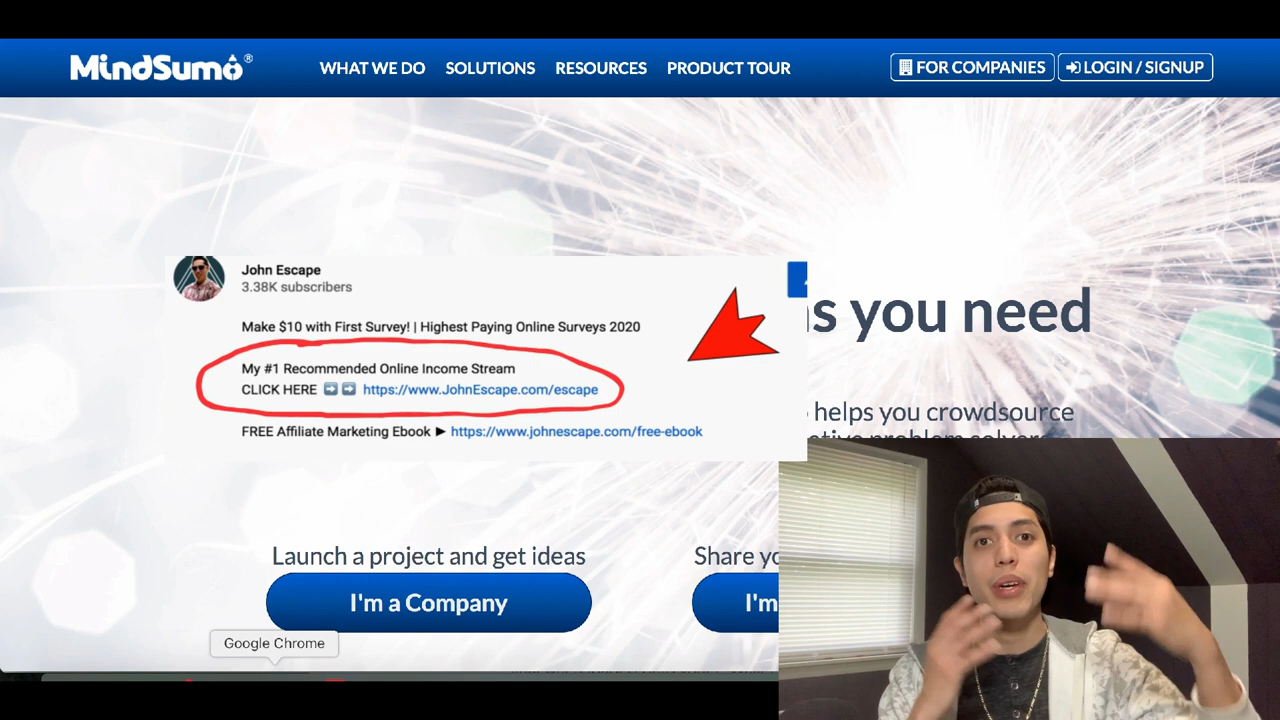 MindSumo®
WHAT WE DO SOLUTIONS RESOURCES PRODUCT TOUR
FOR COMPANIES LOGIN / SIGNUP
John Escape
3.38K subscribers
Make $10 with First Survey! | Highest Paying Online Surveys 2020
My #1 Recommended Online Income Stream
CLICK HERE ➡️ ➡️ https://www.JohnEscape.com/escape
FREE Affiliate Marketing Ebook ► https://www.johnescape.com/free-ebook
you need
helps you crowdsource
Launch a project and get ideas
Share
I'm a Company
I'm
Google Chrome